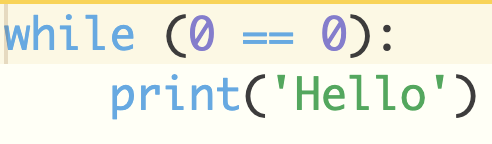 while (0 == 0):
    print('Hello')